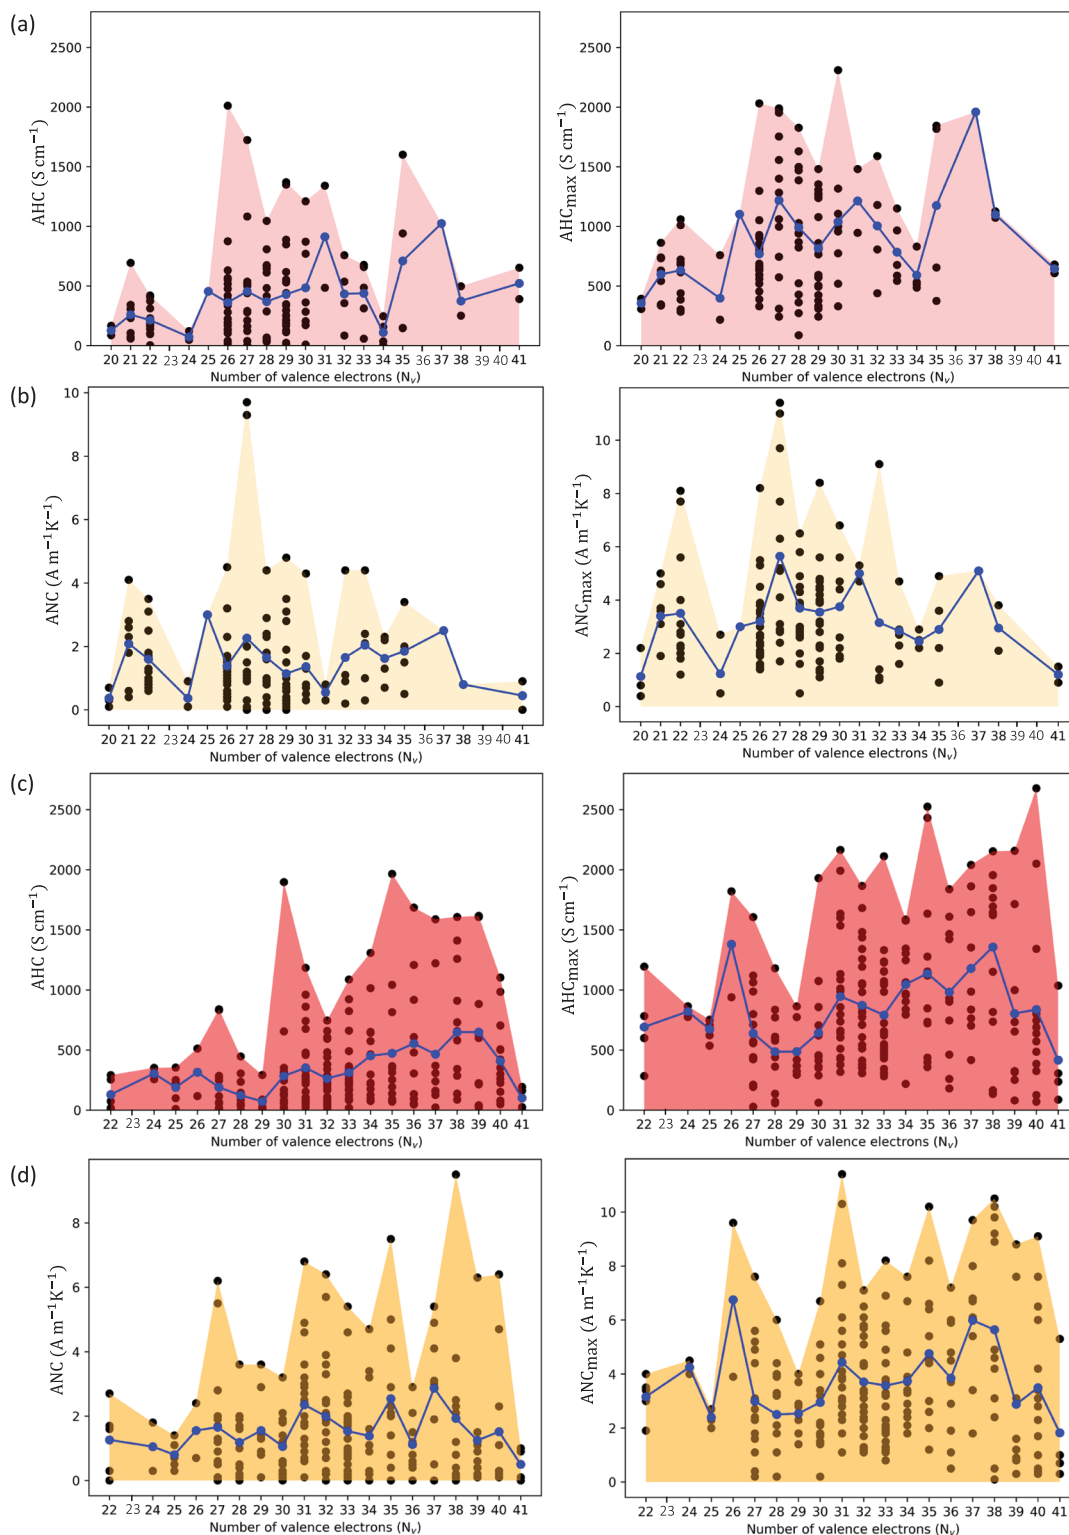 (a)
2500
2000
1500
1000
500
0
AHC (S cm⁻¹)
20 21 22 23 24 25 26 27 28 29 30 31 32 33 34 35 36 37 38 39 40 41
Number of valence electrons (Nᵥ)
2500
2000
1500
1000
500
0
AHCmax (S cm⁻¹)
20 21 22 23 24 25 26 27 28 29 30 31 32 33 34 35 36 37 38 39 40 41
Number of valence electrons (Nᵥ)
(b)
10
8
6
4
2
0
ANC (A m⁻¹K⁻¹)
20 21 22 23 24 25 26 27 28 29 30 31 32 33 34 35 36 37 38 39 40 41
Number of valence electrons (Nᵥ)
10
8
6
4
2
0
ANCmax (A m⁻¹K⁻¹)
20 21 22 23 24 25 26 27 28 29 30 31 32 33 34 35 36 37 38 39 40 41
Number of valence electrons (Nᵥ)
(c)
2500
2000
1500
1000
500
0
AHC (S cm⁻¹)
22 23 24 25 26 27 28 29 30 31 32 33 34 35 36 37 38 39 40 41
Number of valence electrons (Nᵥ)
2500
2000
1500
1000
500
0
AHCmax (S cm⁻¹)
22 23 24 25 26 27 28 29 30 31 32 33 34 35 36 37 38 39 40 41
Number of valence electrons (Nᵥ)
(d)
8
6
4
2
0
ANC (A m⁻¹K⁻¹)
22 23 24 25 26 27 28 29 30 31 32 33 34 35 36 37 38 39 40 41
Number of valence electrons (Nᵥ)
10
8
6
4
2
0
ANCmax (A m⁻¹K⁻¹)
22 23 24 25 26 27 28 29 30 31 32 33 34 35 36 37 38 39 40 41
Number of valence electrons (Nᵥ)